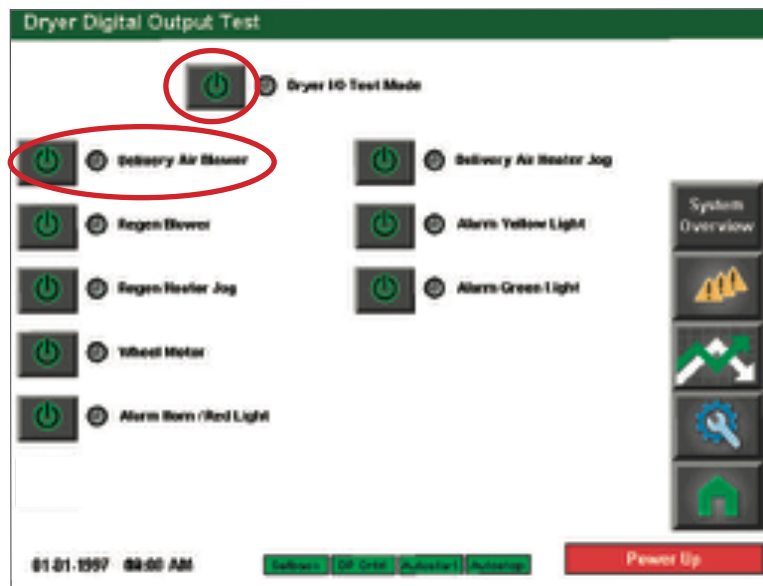 Dryer Digital Output Test
Dryer I/O Test Mode
Delivery Air Blower
Delivery Air Heater Jog
Regen Blower
Alarm Yellow Light
Regen Heater Jog
Alarm Green Light
Wheel Motor
Alarm Horn / Red Light
System
Overview
01-01-1997
AM
Setback
Autostart
Autostop
Power Up